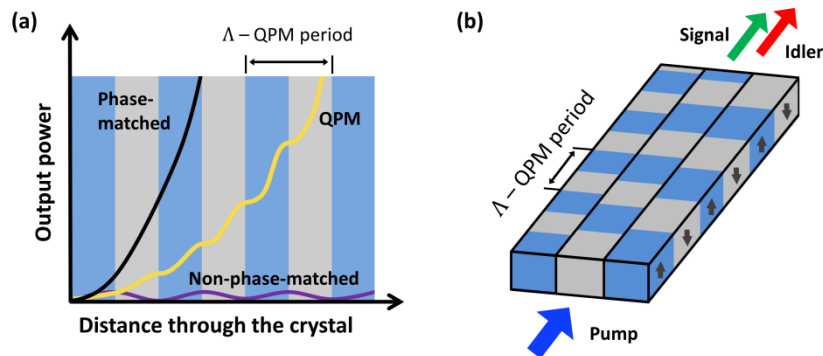 (a)
Λ – QPM period
Phase-
matched
QPM
Non-phase-matched
Output power
Distance through the crystal
(b)
Signal
Idler
Λ – QPM period
Pump